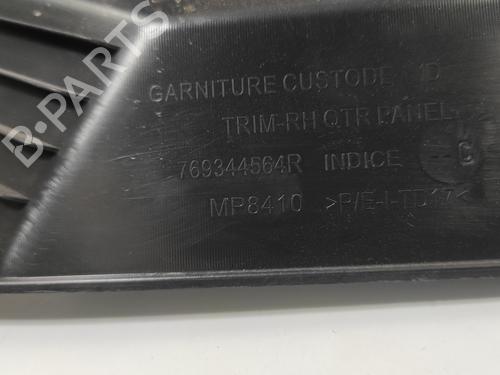 B-PARTS
GARNITURE CUSTODE D
TRIM-RH QTR PANEL
769344564R INDICE C
MP8410 >P/E-I-TD17<